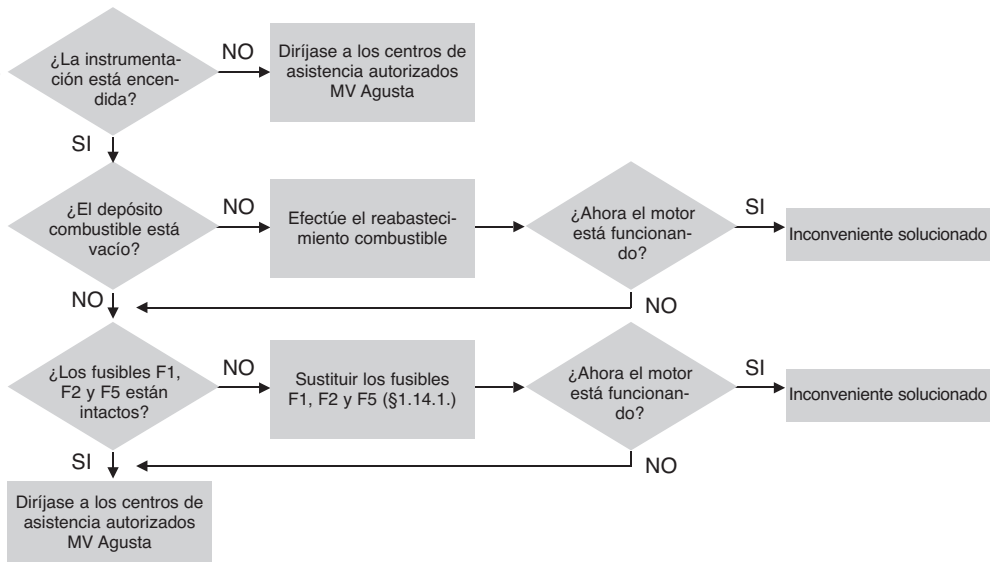 ¿La instrumenta-
ción está encen-
dida?
NO
Diríjase a los centros de
asistencia autorizados
MV Agusta
SI
¿El depósito
combustible está
vacío?
NO
Efectúe el reabasteci-
miento combustible
¿Ahora el motor
está funcionan-
do?
SI
Inconveniente solucionado
NO
NO
¿Los fusibles F1,
F2 y F5 están
intactos?
NO
Sustituir los fusibles
F1, F2 y F5 (§1.14.1.)
¿Ahora el motor
está funcionan-
do?
SI
Inconveniente solucionado
SI
NO
Diríjase a los centros de
asistencia autorizados
MV Agusta